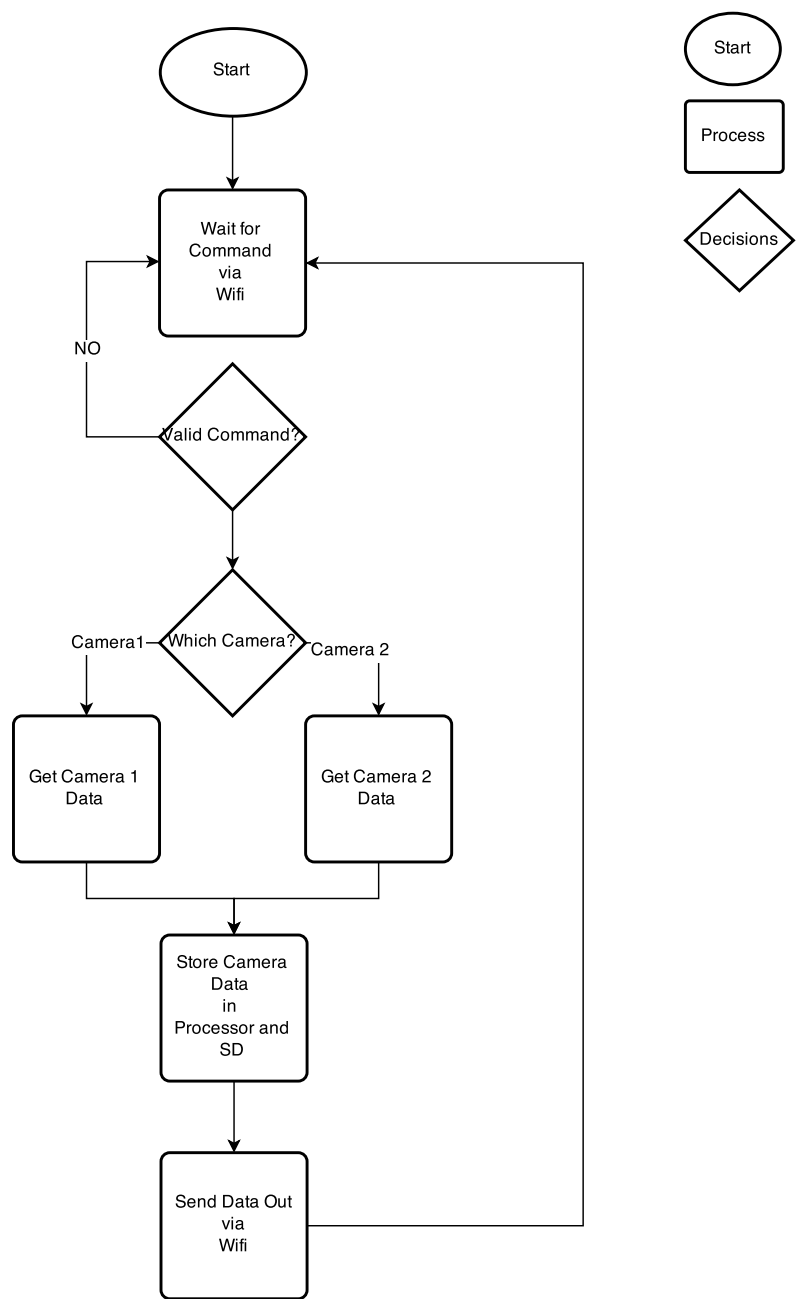 Start
Wait for
Command
via
Wifi
NO
Valid Command?
Which Camera?
Camera1
Camera 2
Get Camera 1
Data
Get Camera 2
Data
Store Camera
Data
in
Processor and
SD
Send Data Out
via
Wifi
Start
Process
Decisions